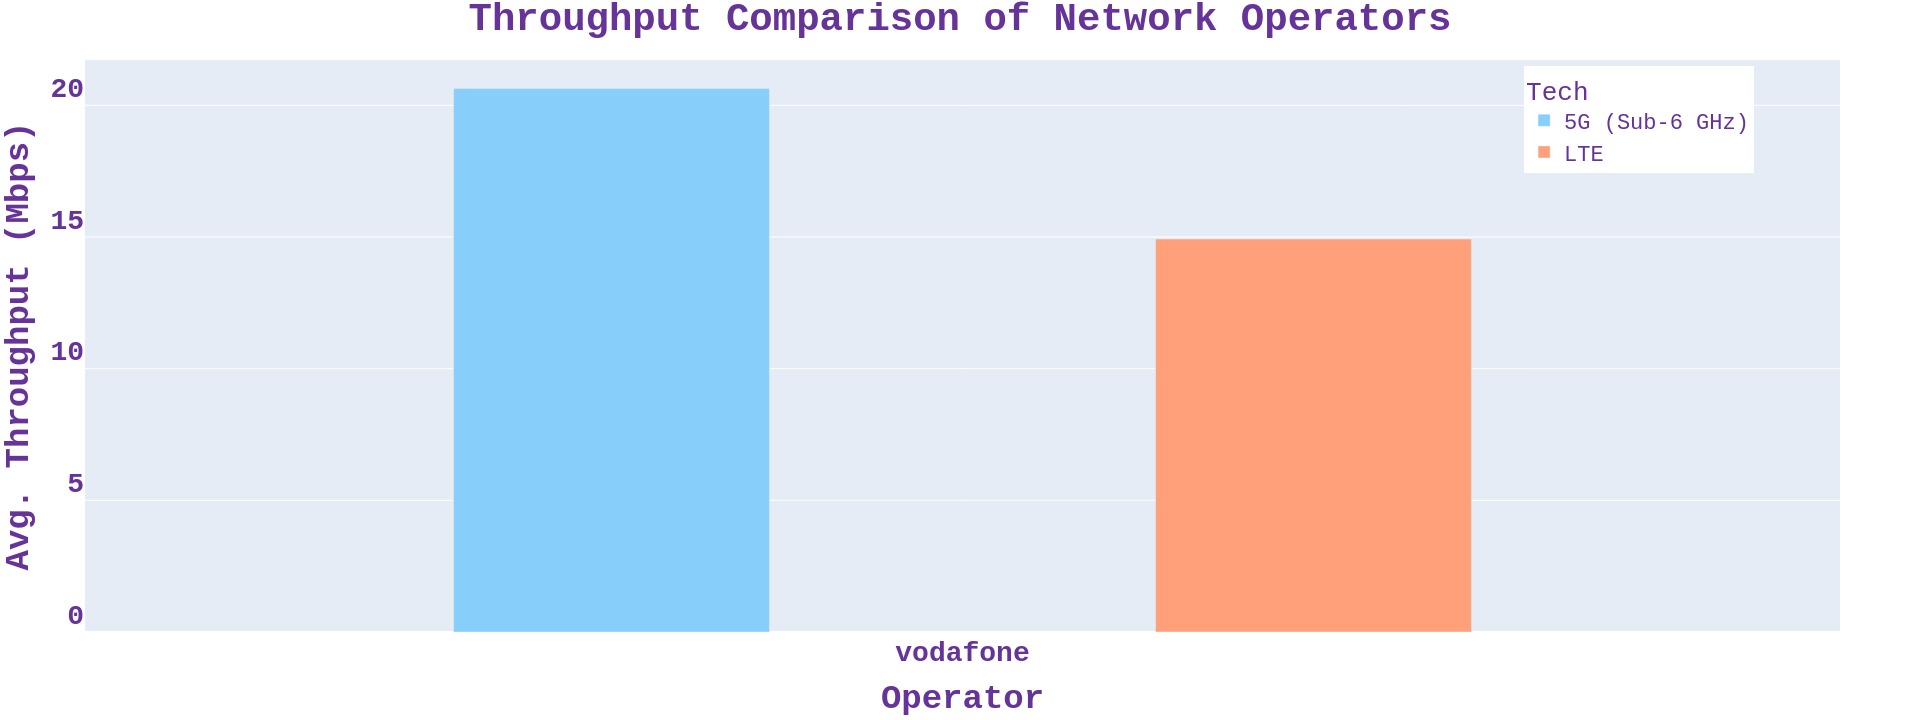 Throughput Comparison of Network Operators
Avg. Throughput (Mbps)
20
15
10
5
0
Tech
5G (Sub-6 GHz)
LTE
vodafone
Operator